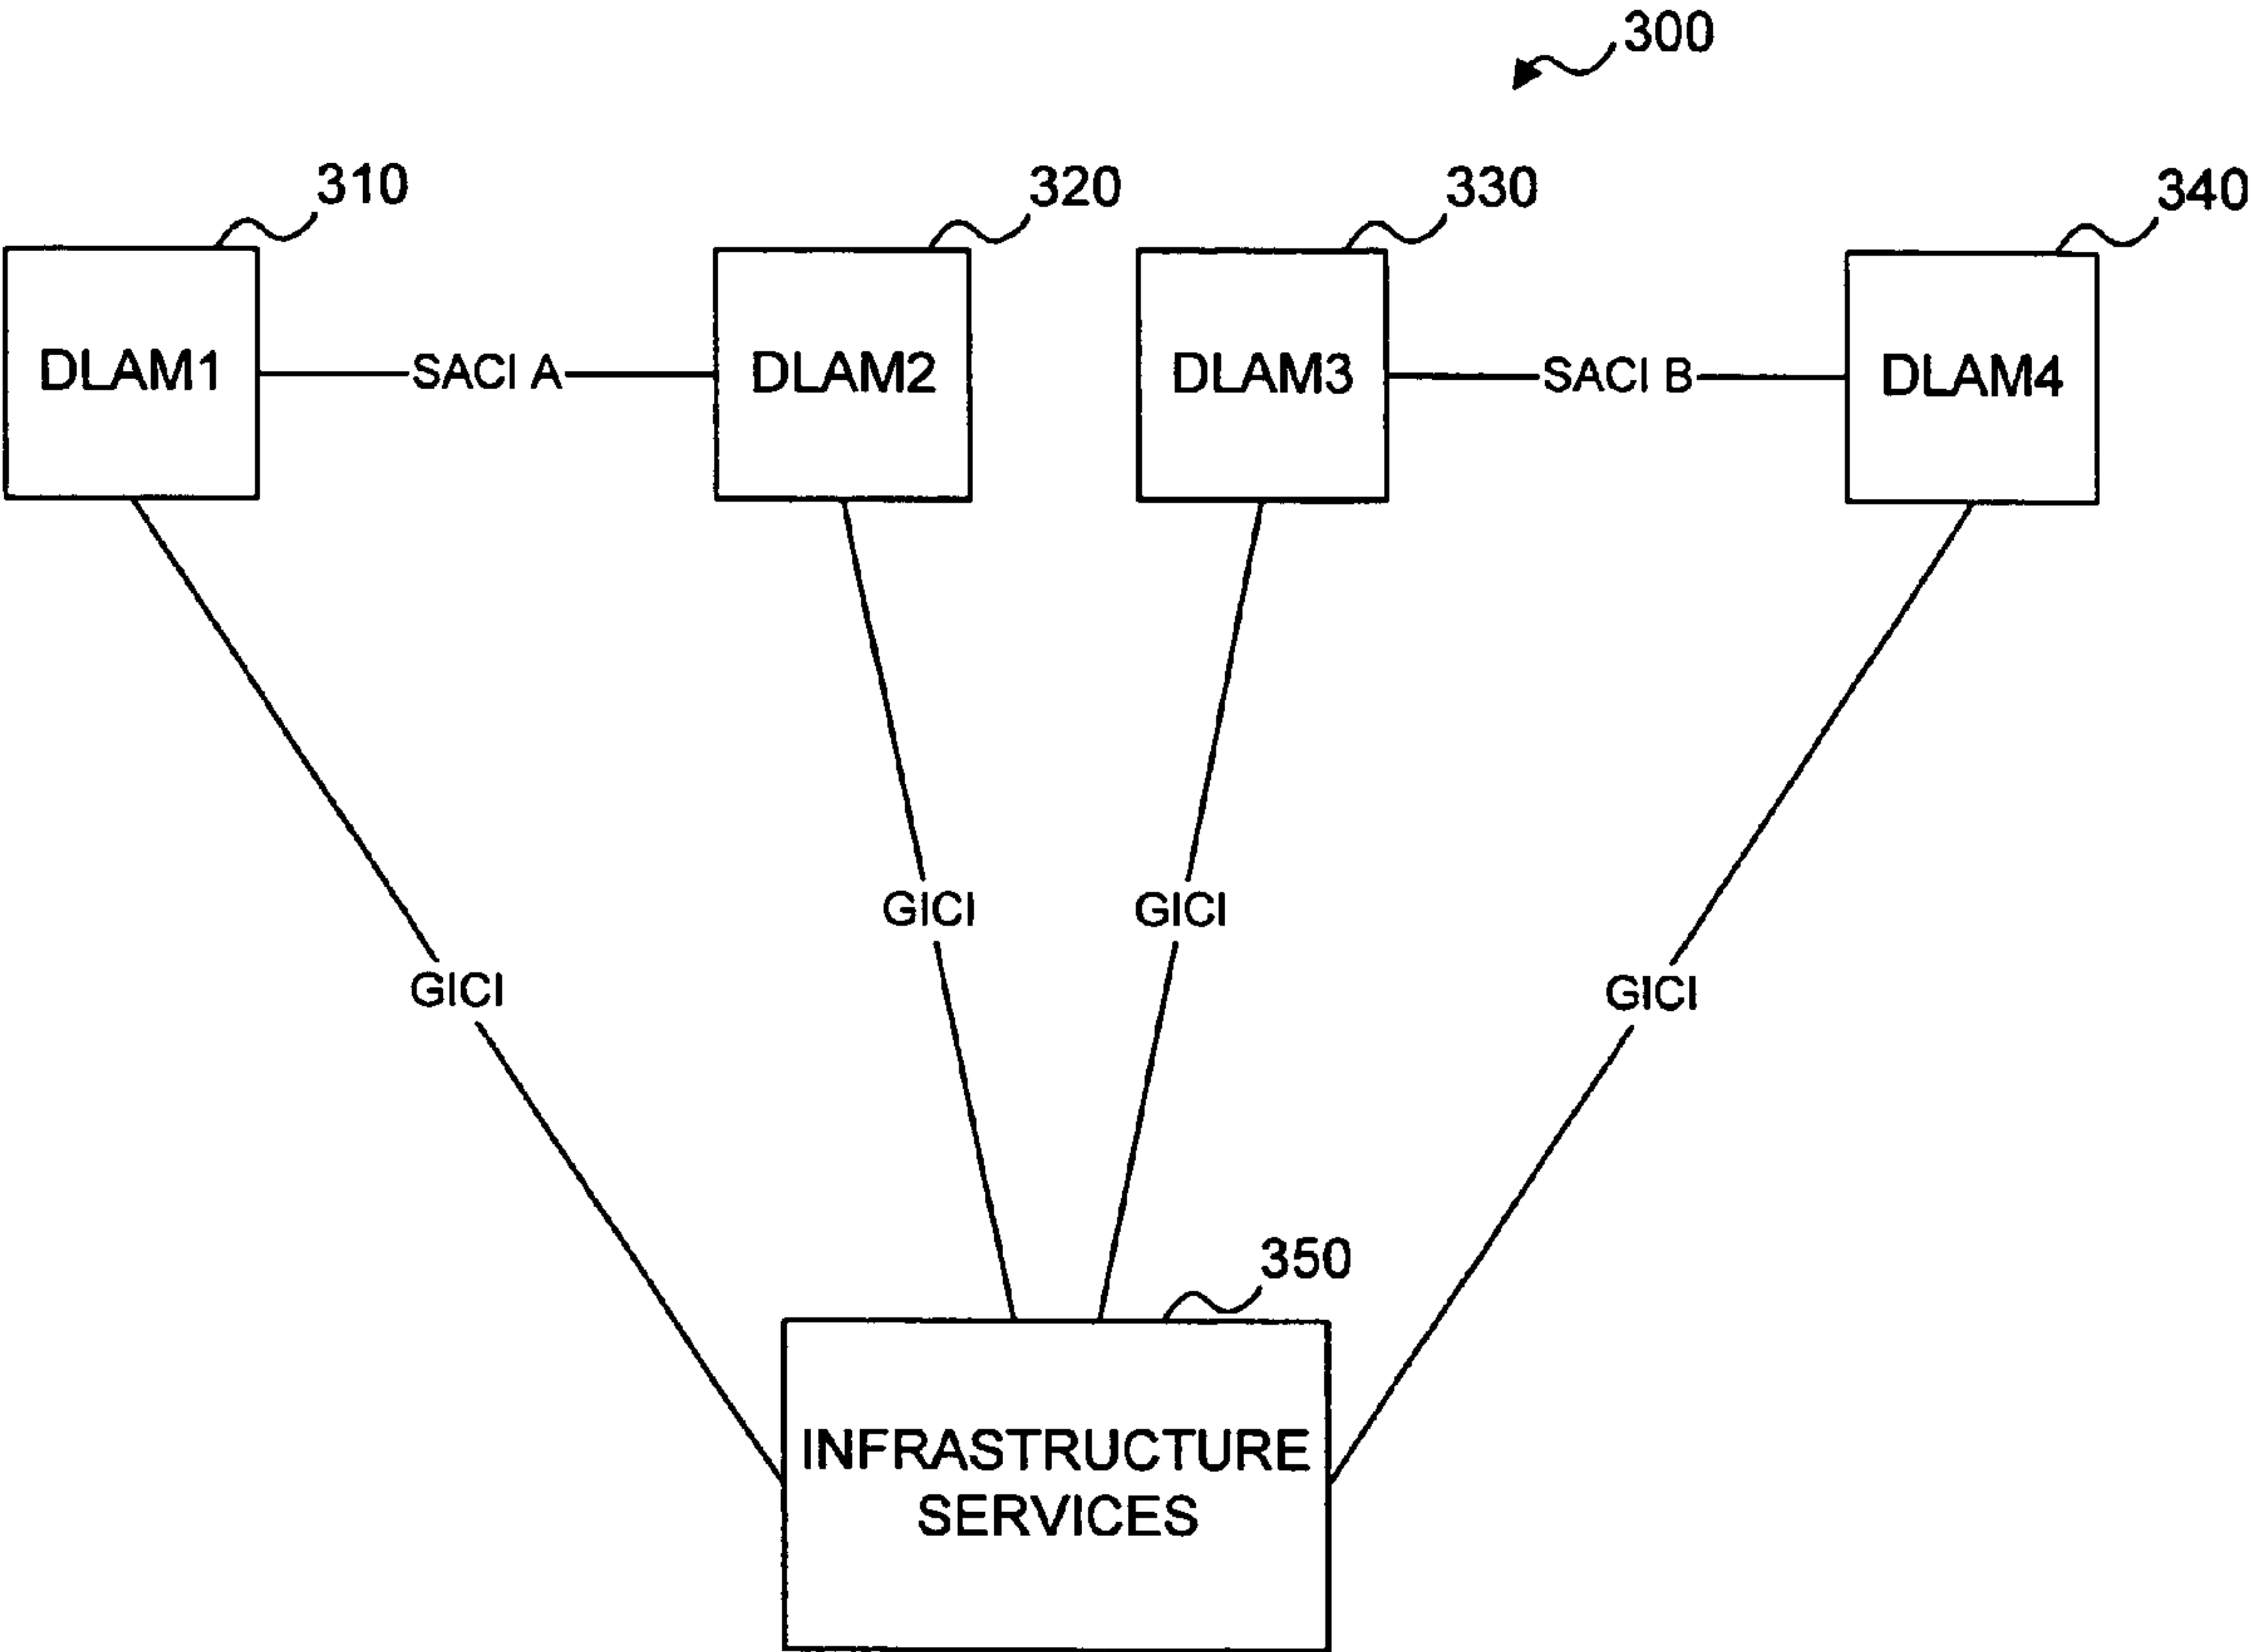 300
310
320
330
340
DLAM1
SACI A
DLAM2
DLAM3
SACI B
DLAM4
GICI
GICI
GICI
GICI
350
INFRASTRUCTURE
SERVICES